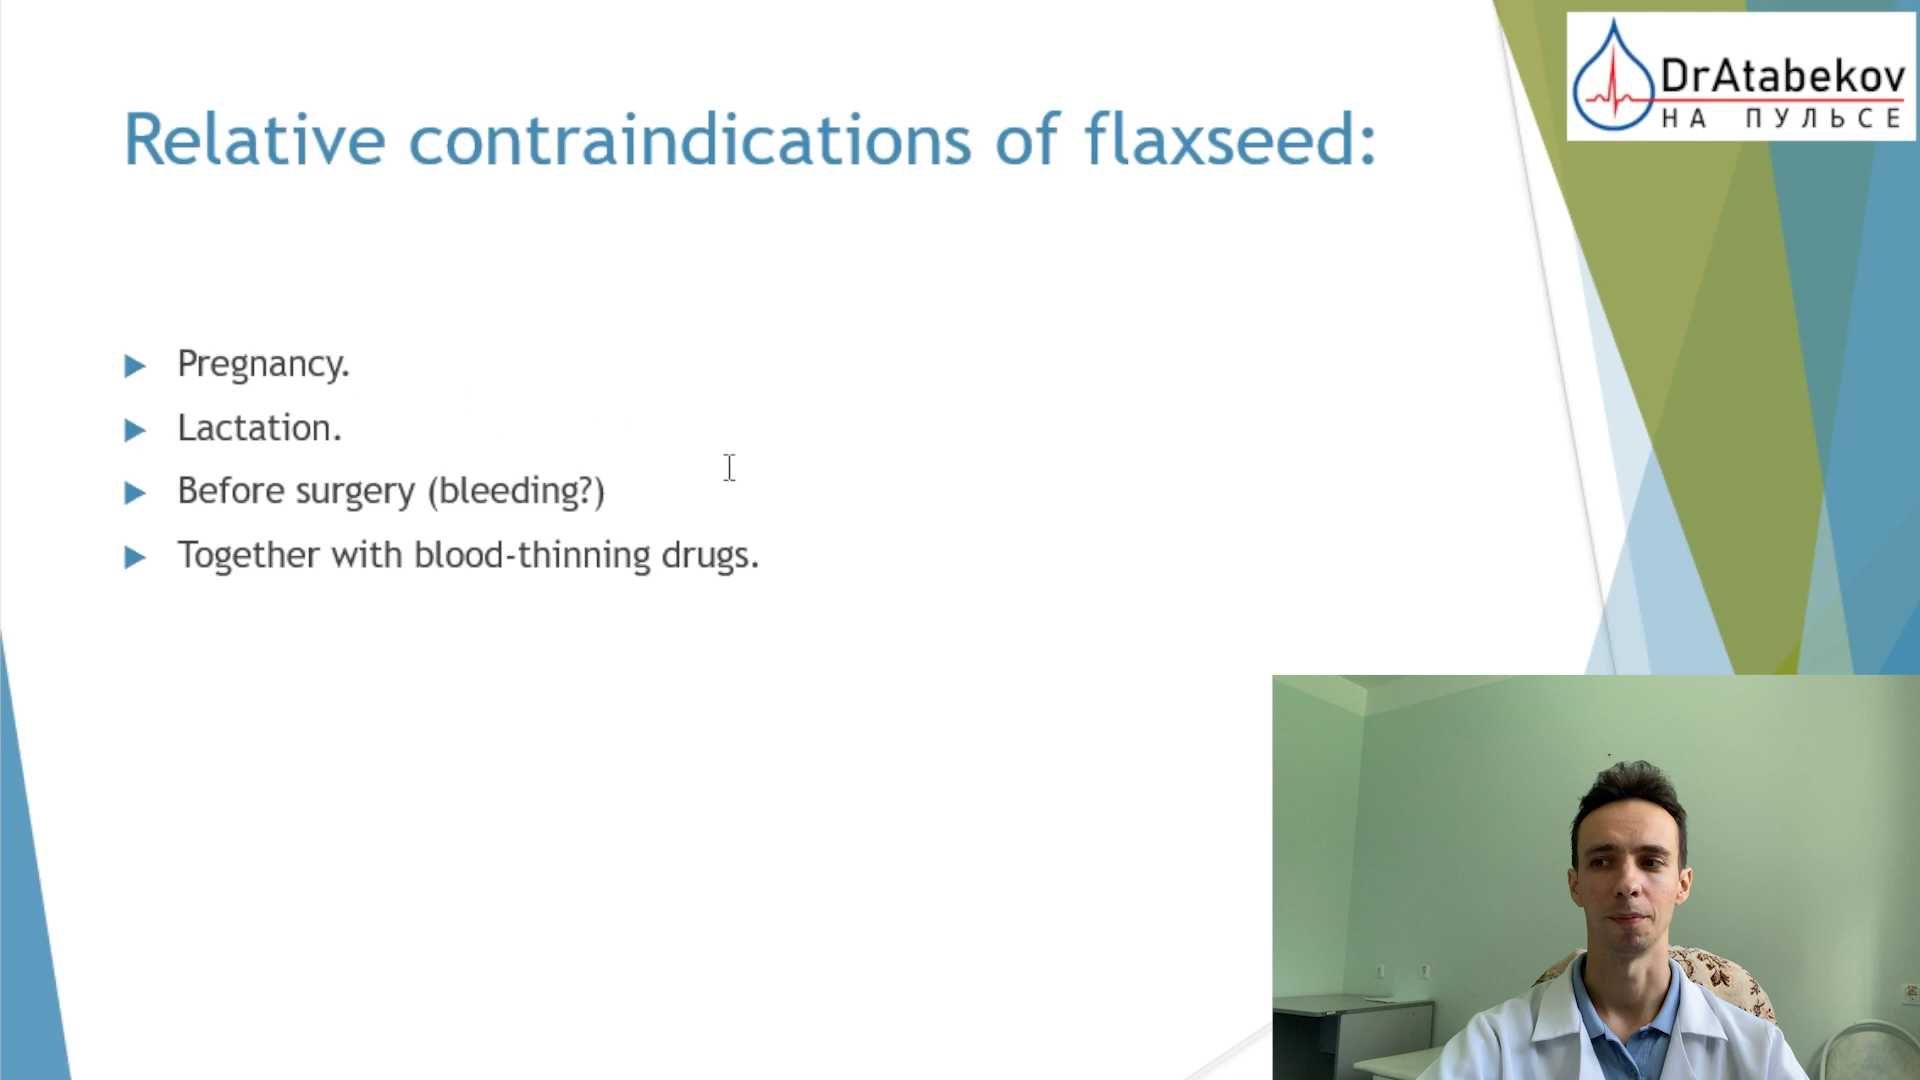 DrAtabekov
НА ПУЛЬСЕ
Relative contraindications of flaxseed:
Pregnancy.
Lactation.
Before surgery (bleeding?)
Together with blood-thinning drugs.